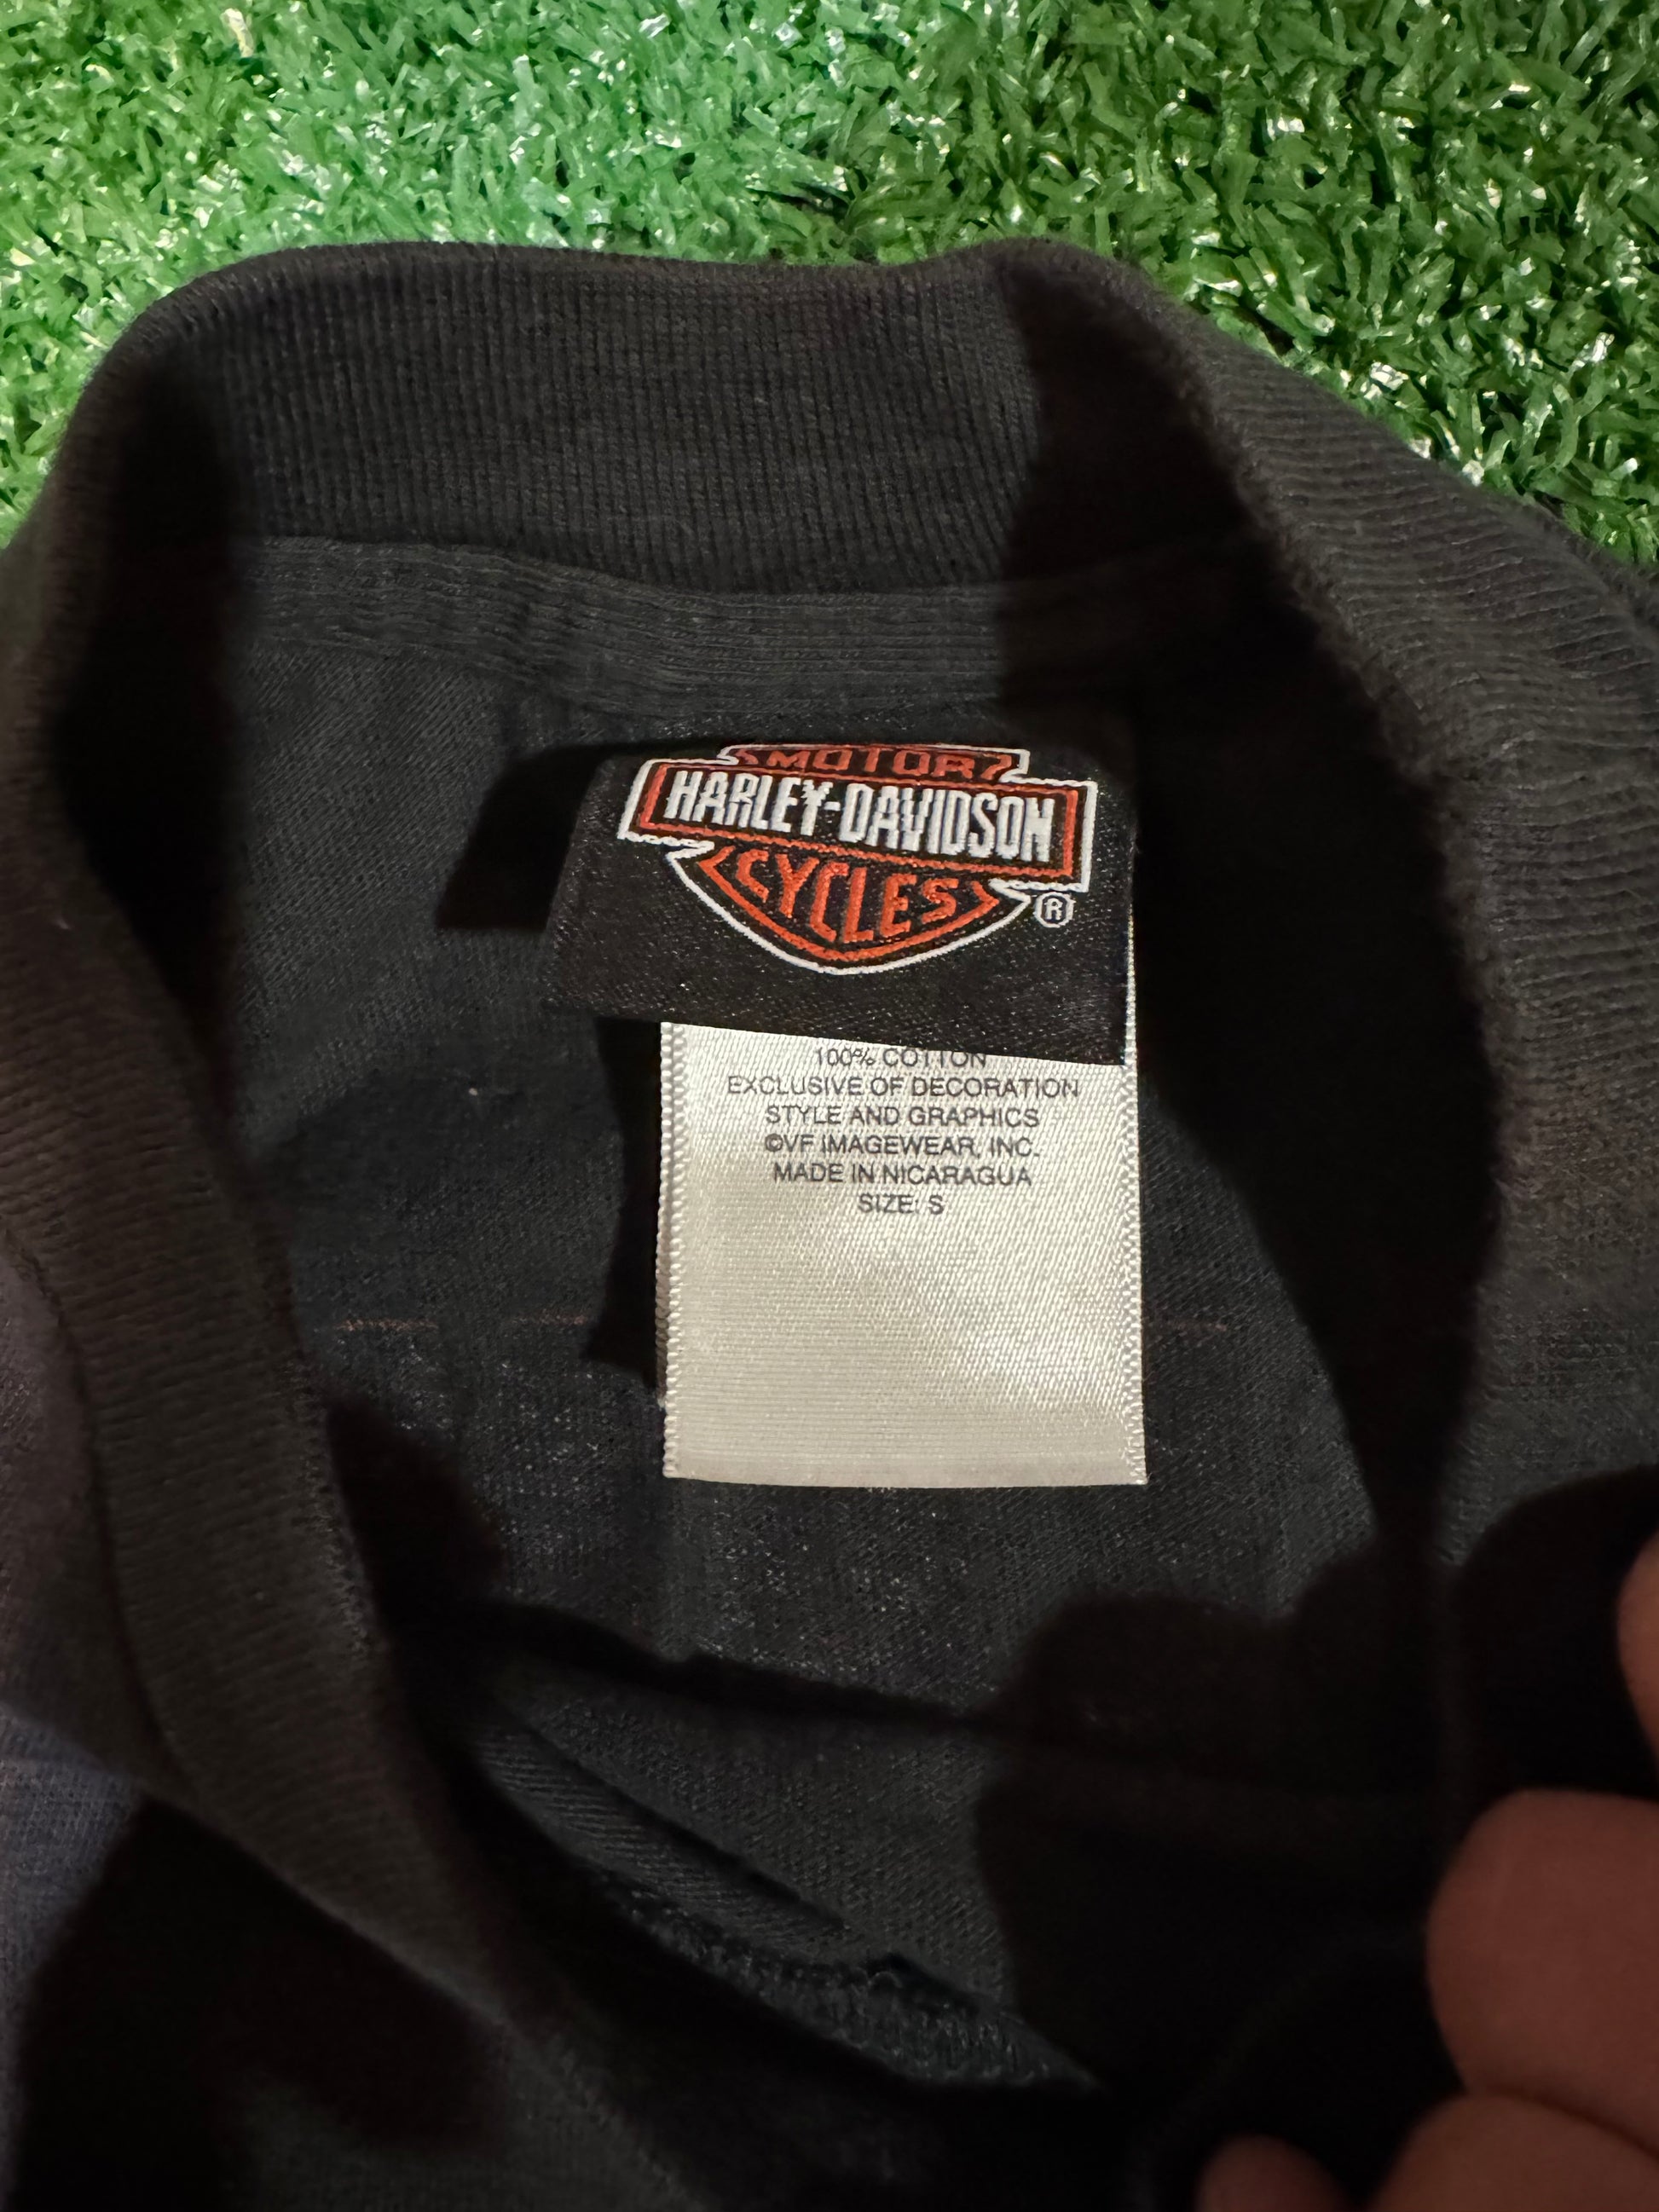 MOTOR
HARLEY-DAVIDSON
CYCLES
®
100% COTTON
EXCLUSIVE OF DECORATION
STYLE AND GRAPHICS
©VF IMAGEWEAR, INC.
MADE IN NICARAGUA
SIZE: S